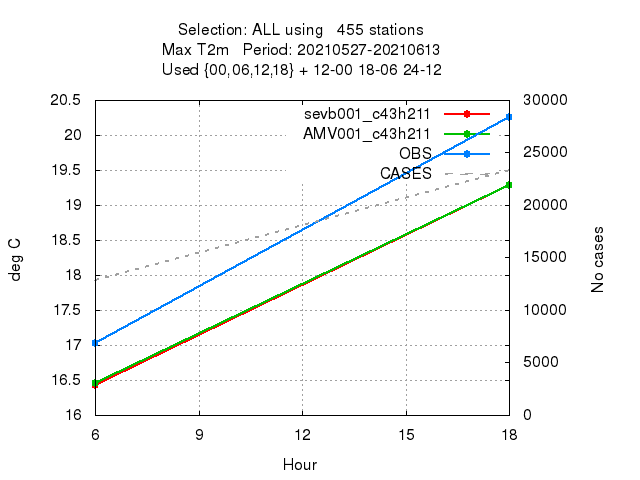 Selection: ALL using   455 stations
Max T2m   Period: 20210527-20210613
Used {00,06,12,18} + 12-00 18-06 24-12
sevb001_c43h211
AMV001_c43h211
OBS
CASES
20.5
20
19.5
19
18.5
18
17.5
17
16.5
16
30000
25000
20000
15000
10000
5000
0
deg C
No cases
6 9 12 15 18
Hour